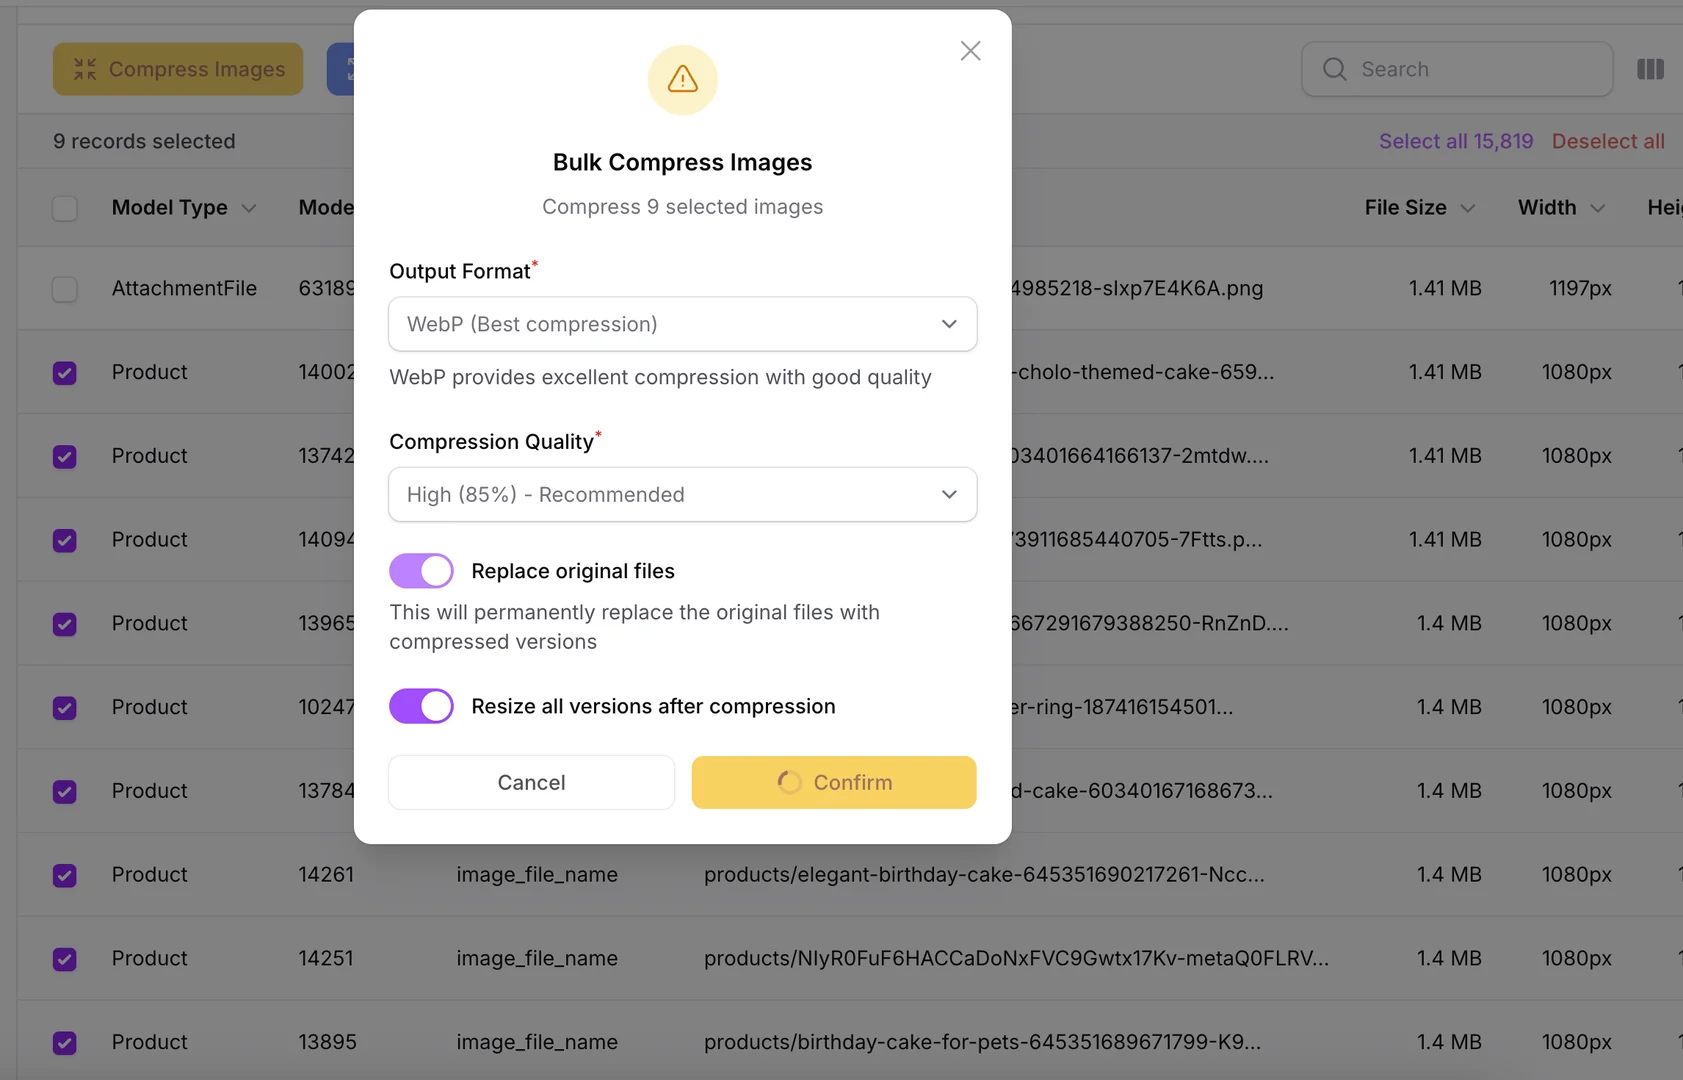 Compress Images
Search
9 records selected
Select all 15,819 Deselect all
Model Type
File Size
Width
AttachmentFile
4985218-sIxp7E4K6A.png 1.41 MB 1197px
Product 14002 -cholo-themed-cake-659... 1.41 MB 1080px
Product 13742 03401664166137-2mtdw.... 1.41 MB 1080px
Product 14094 73911685440705-7Ftts.p... 1.41 MB 1080px
Product 13965 667291679388250-RnZnD.... 1.4 MB 1080px
Product 10247 er-ring-187416154501... 1.4 MB 1080px
Product 13784 d-cake-60340167168673... 1.4 MB 1080px
Product 14261 image_file_name products/elegant-birthday-cake-645351690217261-Ncc... 1.4 MB 1080px
Product 14251 image_file_name products/NIyR0FuF6HACCaDoNxFVC9Gwtx17Kv-metaQ0FLRV... 1.4 MB 1080px
Product 13895 image_file_name products/birthday-cake-for-pets-645351689671799-K9... 1.4 MB 1080px
Bulk Compress Images
Compress 9 selected images
Output Format*
WebP (Best compression)
WebP provides excellent compression with good quality
Compression Quality*
High (85%) - Recommended
Replace original files
This will permanently replace the original files with
compressed versions
Resize all versions after compression
Cancel
Confirm